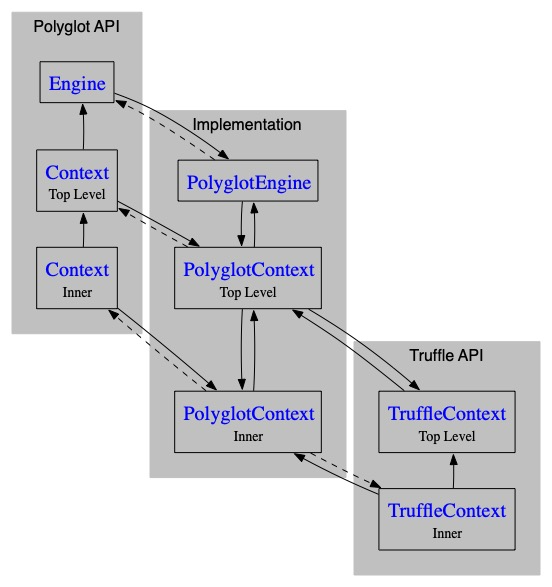 Polyglot API
Engine
Context
Top Level
Context
Inner
Implementation
PolyglotEngine
PolyglotContext
Top Level
PolyglotContext
Inner
Truffle API
TruffleContext
Top Level
TruffleContext
Inner